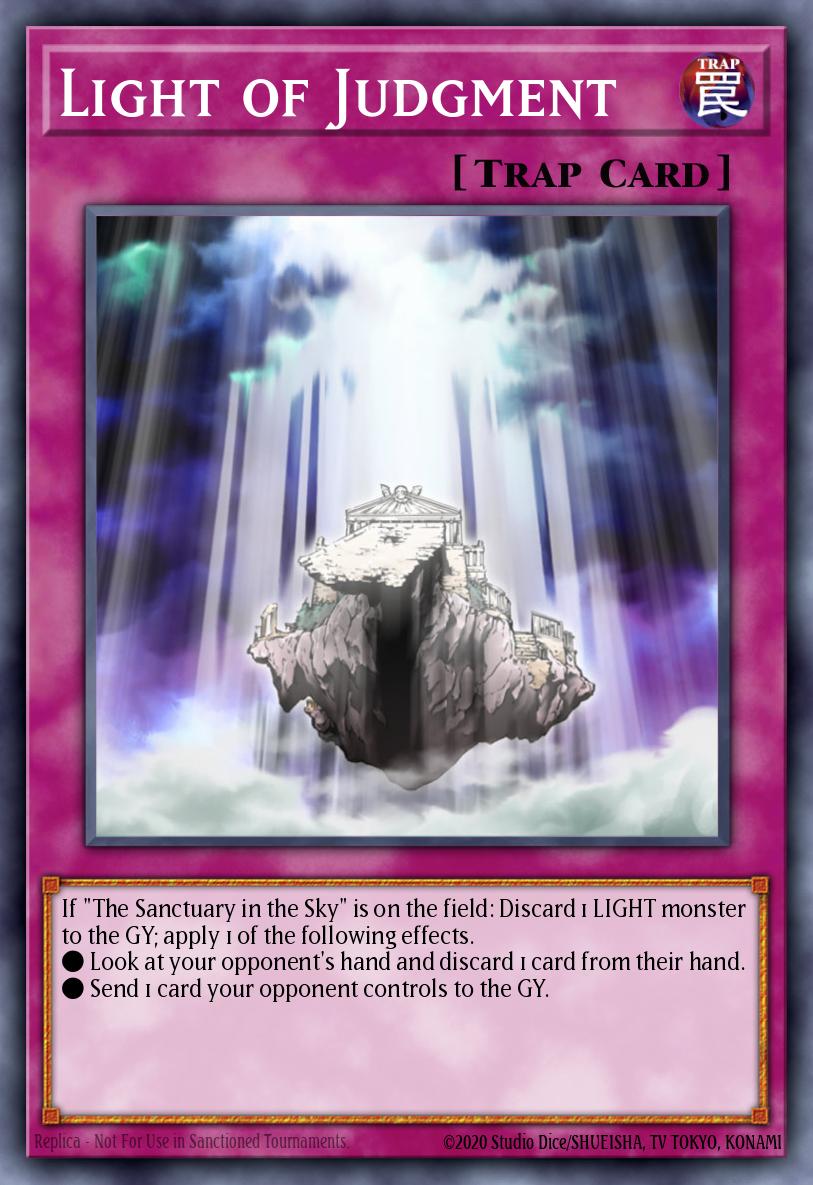 Light of Judgment
TRAP
罠
[Trap Card]
If "The Sanctuary in the Sky" is on the field: Discard 1 LIGHT monster
to the GY; apply 1 of the following effects.
● Look at your opponent's hand and discard 1 card from their hand.
● Send 1 card your opponent controls to the GY.
Replica - Not For Use in Sanctioned Tournaments.
©2020 Studio Dice/SHUEISHA, TV TOKYO, KONAMI